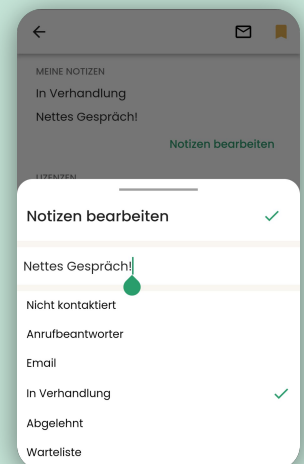 MEINE NOTIZEN
In Verhandlung
Nettes Gespräch!
Notizen bearbeiten
LIZENZEN
Notizen bearbeiten
Nettes Gespräch!
Nicht kontaktiert
Anrufbeantworter
Email
In Verhandlung
Abgelehnt
Warteliste